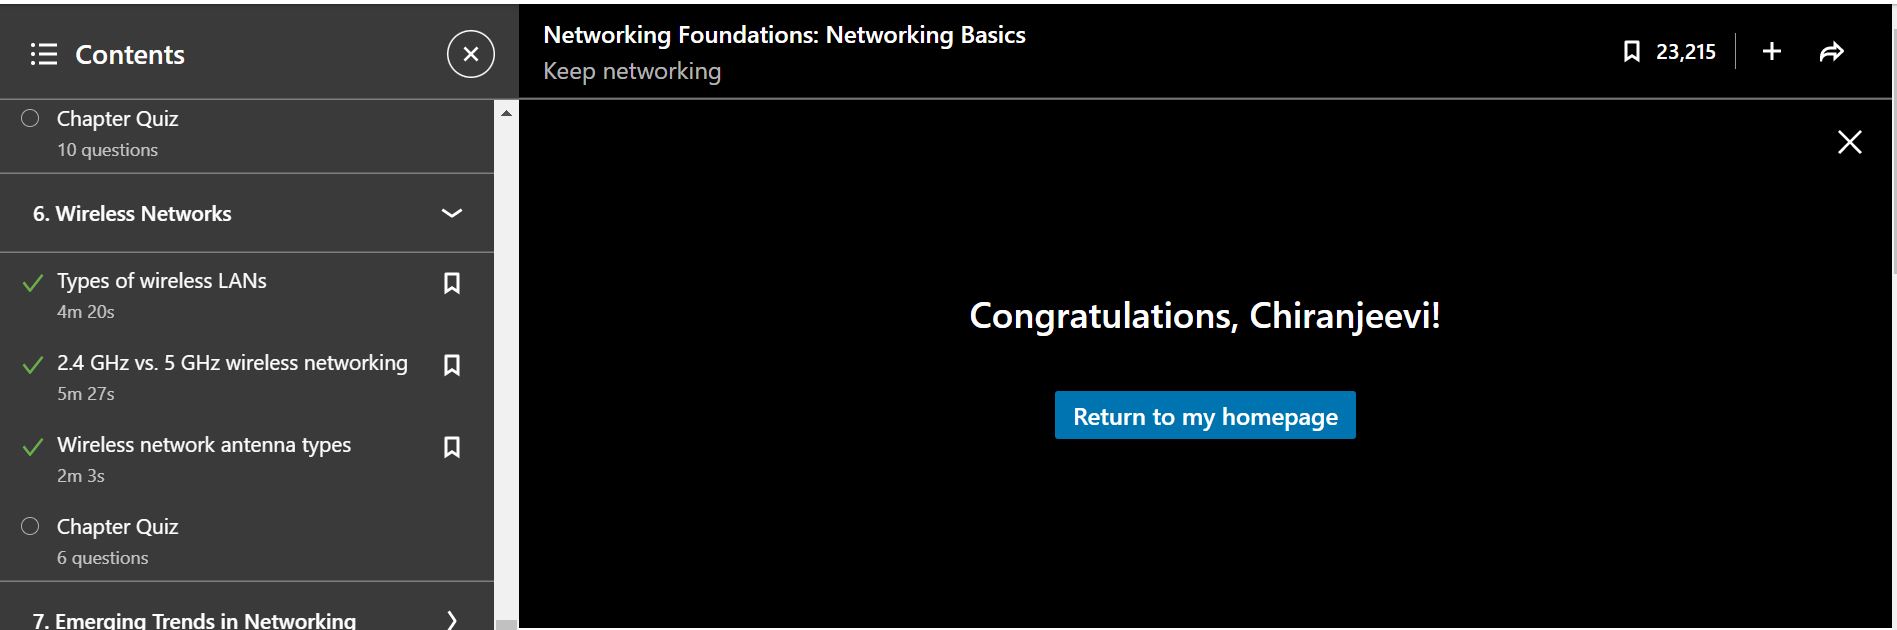 Contents
Chapter Quiz
10 questions
6. Wireless Networks
Types of wireless LANs
4m 20s
2.4 GHz vs. 5 GHz wireless networking
5m 27s
Wireless network antenna types
2m 3s
Chapter Quiz
6 questions
7. Emerging Trends in Networking
Networking Foundations: Networking Basics
Keep networking
23,215
Congratulations, Chiranjeevi!
Return to my homepage